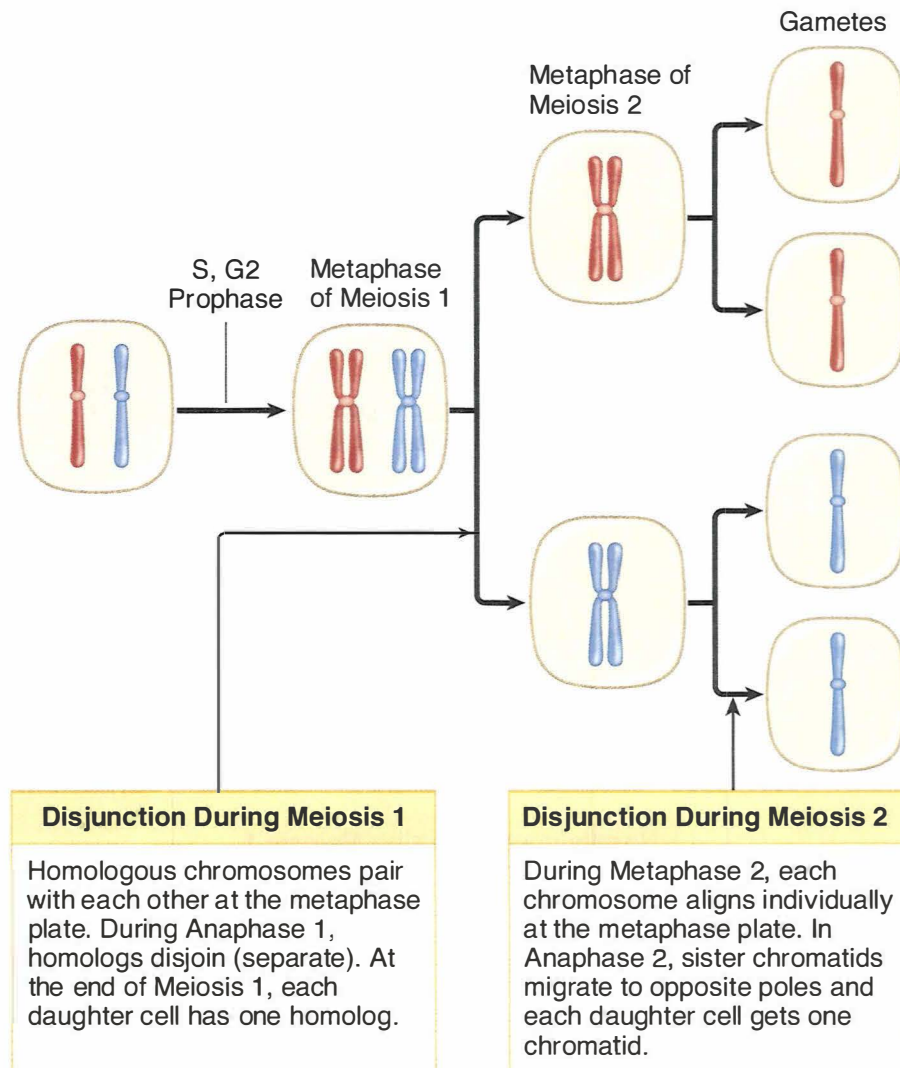 Gametes
Metaphase of
Meiosis 2
S, G2
Prophase
Metaphase
of Meiosis 1
Disjunction During Meiosis 1
Homologous chromosomes pair
with each other at the metaphase
plate. During Anaphase 1,
homologs disjoin (separate). At
the end of Meiosis 1, each
daughter cell has one homolog.
Disjunction During Meiosis 2
During Metaphase 2, each
chromosome aligns individually
at the metaphase plate. In
Anaphase 2, sister chromatids
migrate to opposite poles and
each daughter cell gets one
chromatid.